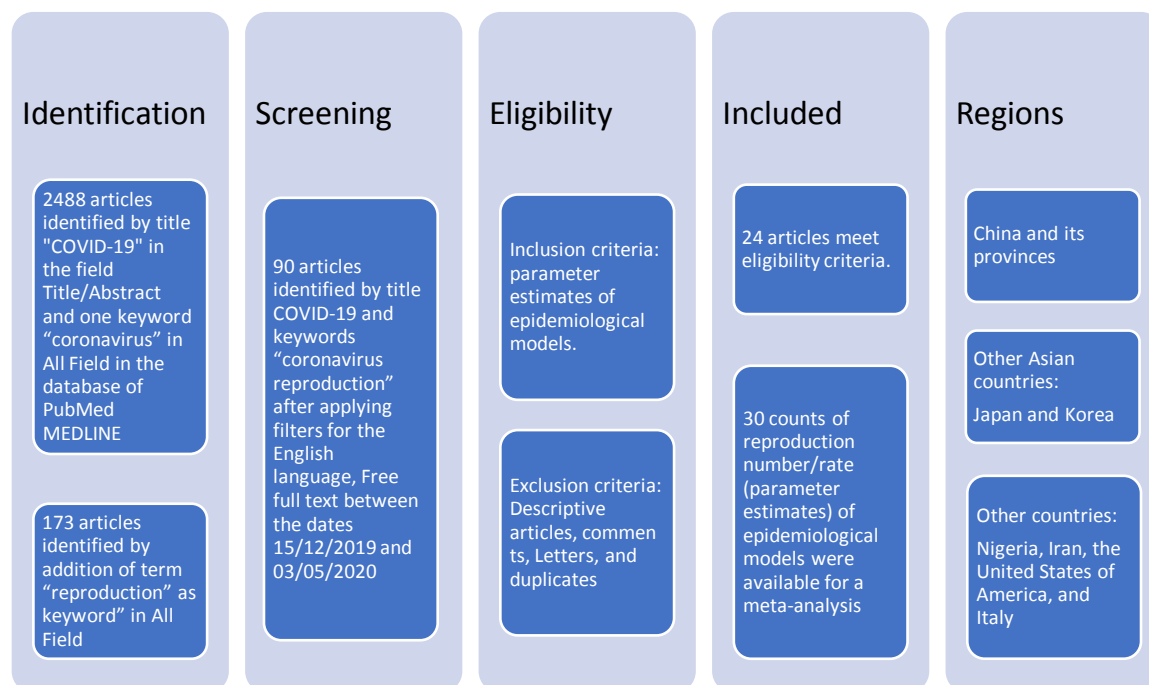 Identification
2488 articles
identified by title
"COVID-19" in
the field
Title/Abstract
and one keyword
“coronavirus” in
All Field in the
database of
PubMed
MEDLINE
173 articles
identified by
addition of term
“reproduction” as
keyword” in All
Field
Screening
90 articles
identified by title
COVID-19 and
keywords
“coronavirus
reproduction”
after applying
filters for the
English
language, Free
full text between
the dates
15/12/2019 and
03/05/2020
Eligibility
Inclusion criteria:
parameter
estimates of
epidemiological
models.
Exclusion criteria:
Descriptive
articles, commen
ts, Letters, and
duplicates
Included
24 articles meet
eligibility criteria.
30 counts of
reproduction
number/rate
(parameter
estimates) of
epidemiological
models were
available for a
meta-analysis
Regions
China and its
provinces
Other Asian
countries:
Japan and Korea
Other countries:
Nigeria, Iran, the
United States of
America, and
Italy